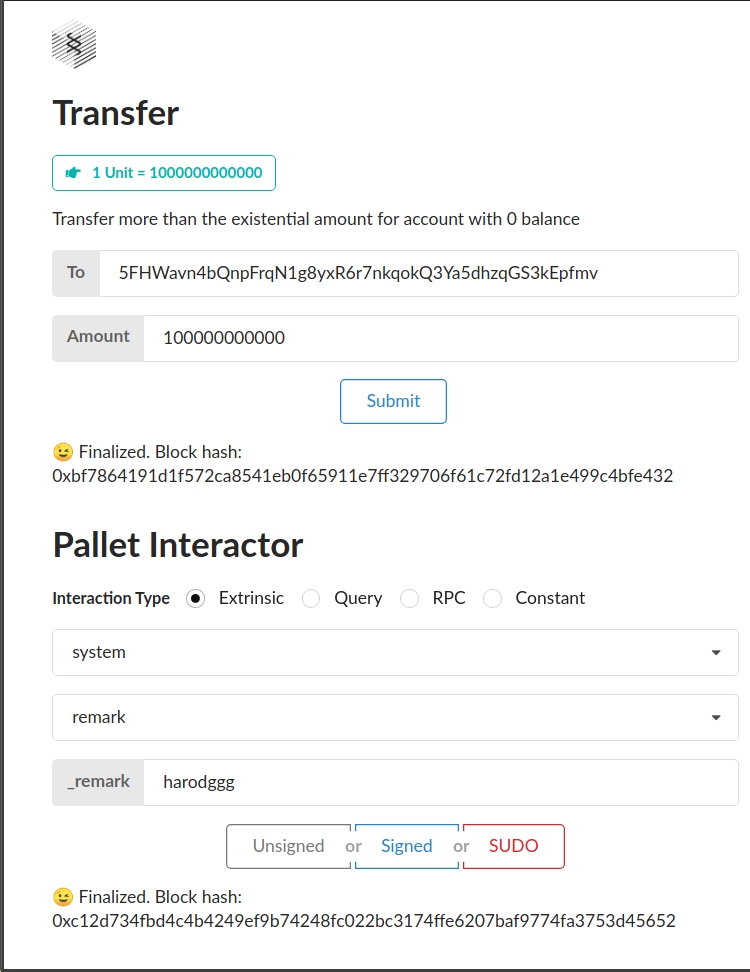 Transfer
1 Unit = 1000000000000
Transfer more than the existential amount for account with 0 balance
To 5FHWavn4bQnpFrqN1g8yxR6r7nkqokQ3Ya5dhzqGS3kEpfmv
Amount 100000000000
Submit
😉 Finalized. Block hash:
0xbf7864191d1f572ca8541eb0f65911e7ff329706f61c72fd12a1e499c4bfe432
Pallet Interactor
Interaction Type Extrinsic Query RPC Constant
system
remark
_remark harodggg
Unsigned or Signed or SUDO
😉 Finalized. Block hash:
0xc12d734fbd4c4b4249ef9b74248fc022bc3174ffe6207baf9774fa3753d45652